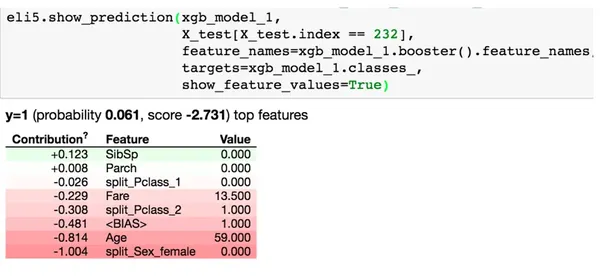 eli5.show_prediction(xgb_model_1,
X_test[X_test.index == 232],
feature_names=xgb_model_1.booster().feature_names,
targets=xgb_model_1.classes_,
show_feature_values=True)
y=1 (probability 0.061, score -2.731) top features
Contribution? Feature Value
+0.123 SibSp 0.000
+0.008 Parch 0.000
-0.026 split_Pclass_1 0.000
-0.229 Fare 13.500
-0.308 split_Pclass_2 1.000
-0.481 <BIAS> 1.000
-0.814 Age 59.000
-1.004 split_Sex_female 0.000